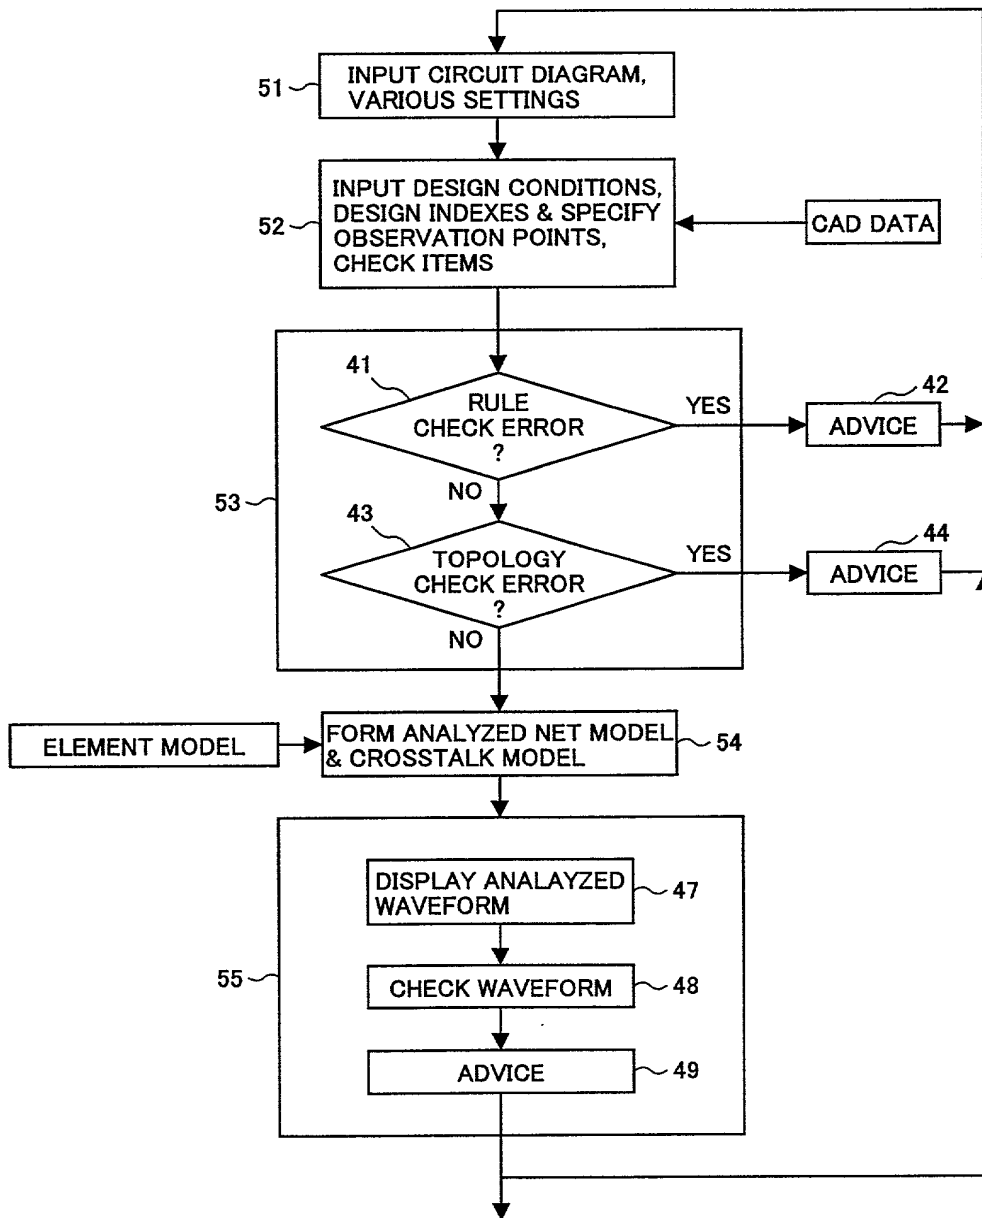 51
INPUT CIRCUIT DIAGRAM,
VARIOUS SETTINGS
52
INPUT DESIGN CONDITIONS,
DESIGN INDEXES & SPECIFY
OBSERVATION POINTS,
CHECK ITEMS
CAD DATA
53
41
RULE
CHECK ERROR
?
YES
42
ADVICE
NO
43
TOPOLOGY
CHECK ERROR
?
YES
44
ADVICE
NO
ELEMENT MODEL
FORM ANALYZED NET MODEL
& CROSSTALK MODEL
54
55
DISPLAY ANALAYZED
WAVEFORM
47
CHECK WAVEFORM
48
ADVICE
49